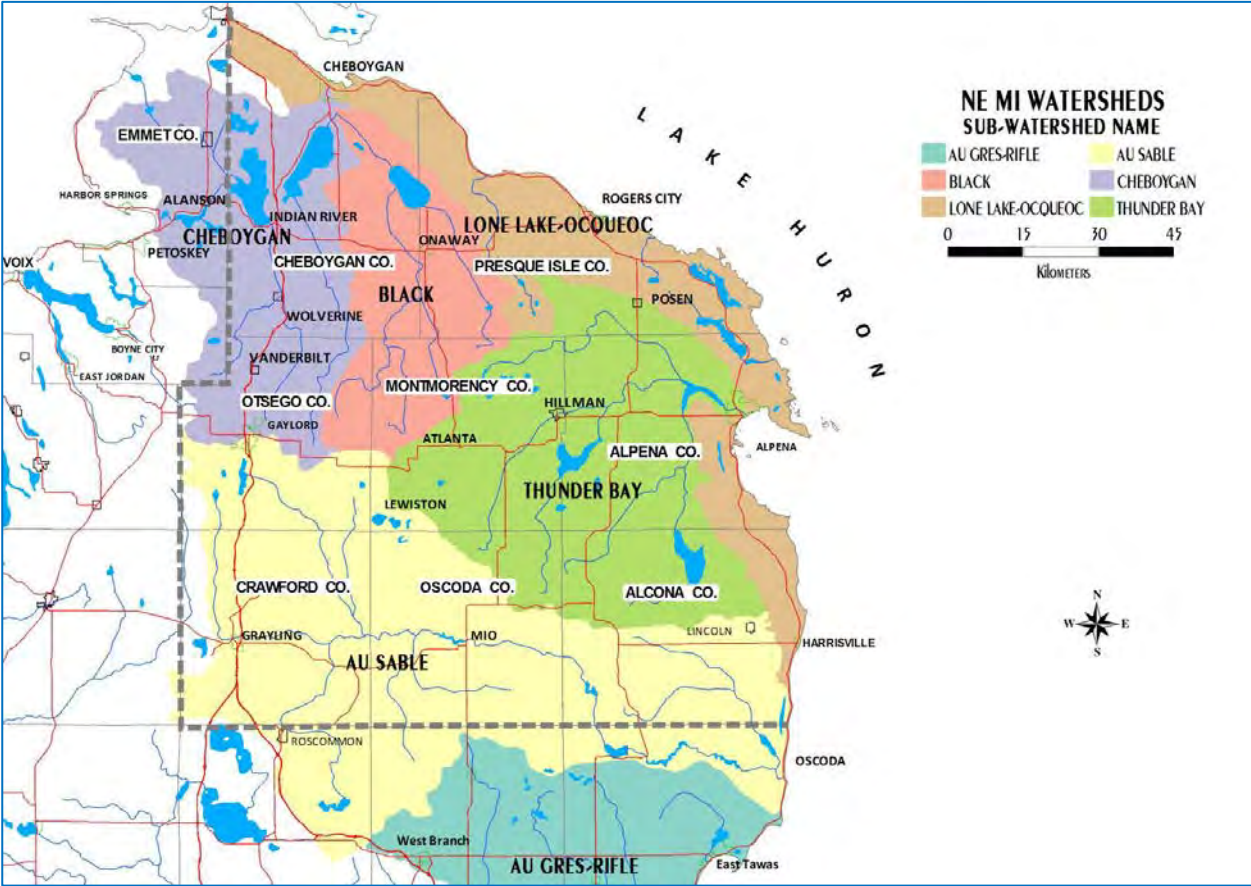 CHEBOYGAN
EMMET CO.
HARBOR SPRINGS
ALANSON
INDIAN RIVER
CHEBOYGAN
PETOSKEY
CHEBOYGAN CO.
VOIX
WOLVERINE
BOYNE CITY
VANDERBILT
EAST JORDAN
OTSEGO CO.
GAYLORD
BLACK
ONAWAY
LONE LAKE-OCQUEOC
ROGERS CITY
PRESQUE ISLE CO.
POSEN
LAKE HURON
MONTMORENCY CO.
HILLMAN
ATLANTA
ALPENA CO.
ALPENA
THUNDER BAY
LEWISTON
CRAWFORD CO.
OSCODA CO.
ALCONA CO.
LINCOLN
HARRISVILLE
GRAYLING
MIO
AU SABLE
ROSCOMMON
OSCODA
West Branch
AU GRES-RIFLE
East Tawas
NE MI WATERSHEDS
SUB-WATERSHED NAME
AU GRES-RIFLE
AU SABLE
BLACK
CHEBOYGAN
LONE LAKE-OCQUEOC
THUNDER BAY
0 15 30 45
KILOMETERS
N
W E
S